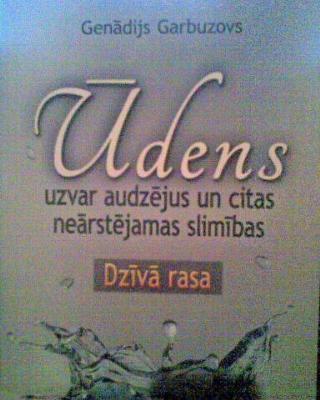 Genādijs Garbuzovs
Ūdens
uzvar audzējus un citas
neārstējamas slimības
Dzīvā rasa